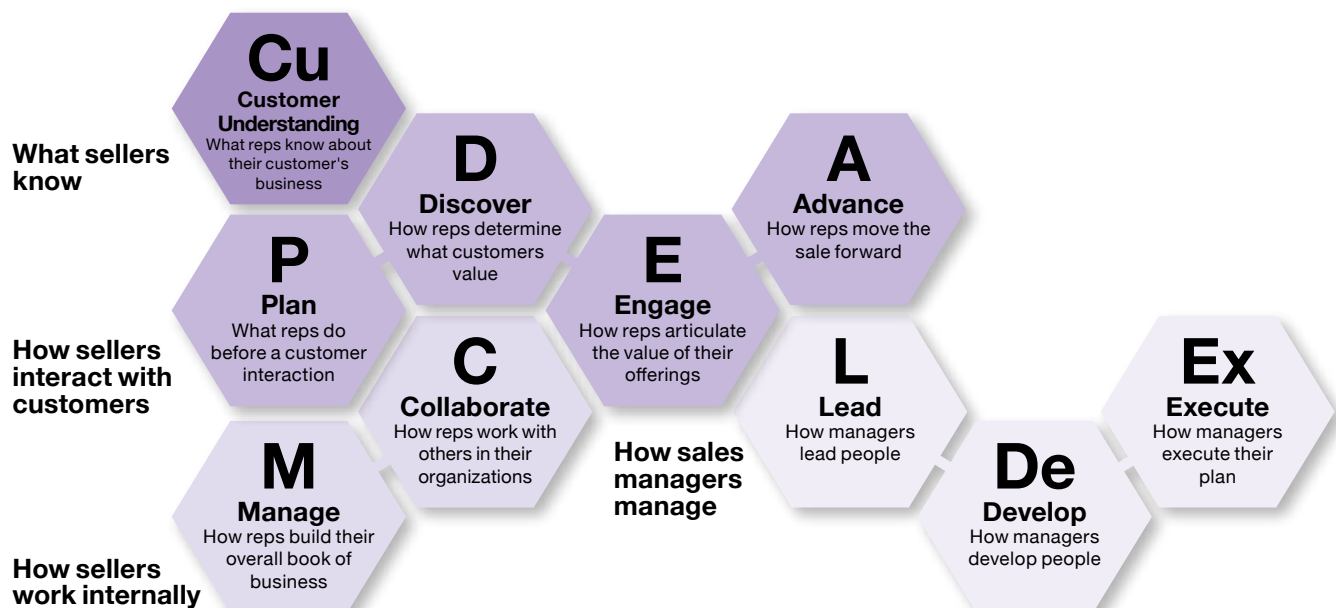 What sellers
know
Cu
Customer
Understanding
What reps know about
their customer's
business
D
Discover
How reps determine
what customers
value
A
Advance
How reps move the
sale forward
How sellers
interact with
customers
P
Plan
What reps do
before a customer
interaction
E
Engage
How reps articulate
the value of their
offerings
C
Collaborate
How reps work with
others in their
organizations
How sellers
work internally
M
Manage
How reps build their
overall book of
business
How sales
managers
manage
L
Lead
How managers
lead people
De
Develop
How managers
develop people
Ex
Execute
How managers
execute their
plan